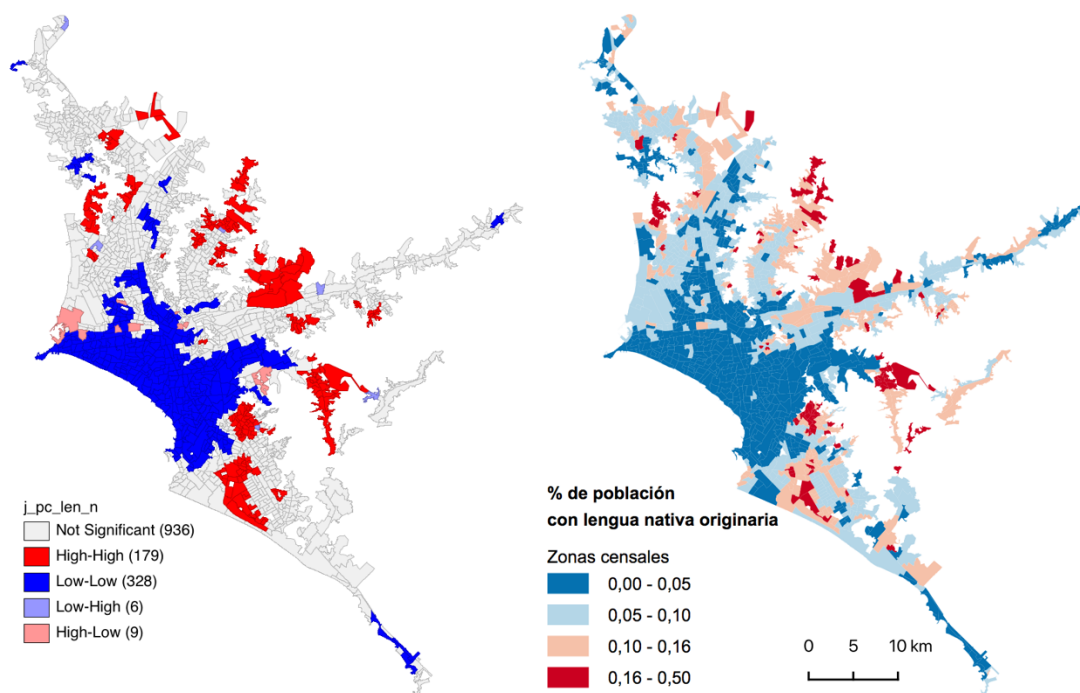 j_pc_len_n
Not Significant (936)
High-High (179)
Low-Low (328)
Low-High (6)
High-Low (9)
% de población
con lengua nativa originaria
Zonas censales
0,00 - 0,05
0,05 - 0,10
0,10 - 0,16
0,16 - 0,50
0 5 10 km